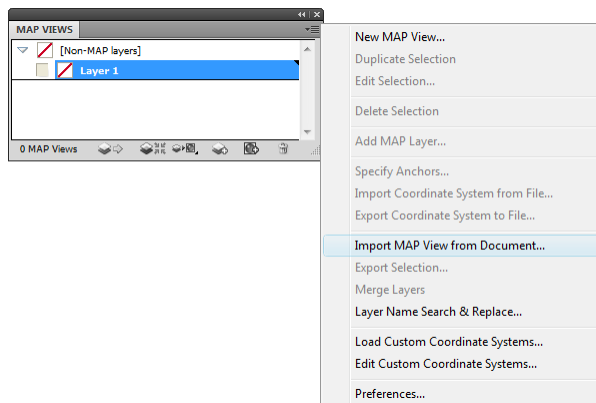 MAP VIEWS
[Non-MAP layers]
Layer 1
0 MAP Views
New MAP View...
Duplicate Selection
Edit Selection...
Delete Selection
Add MAP Layer...
Specify Anchors...
Import Coordinate System from File...
Export Coordinate System to File...
Import MAP View from Document...
Export Selection...
Merge Layers
Layer Name Search & Replace...
Load Custom Coordinate Systems...
Edit Custom Coordinate Systems...
Preferences...